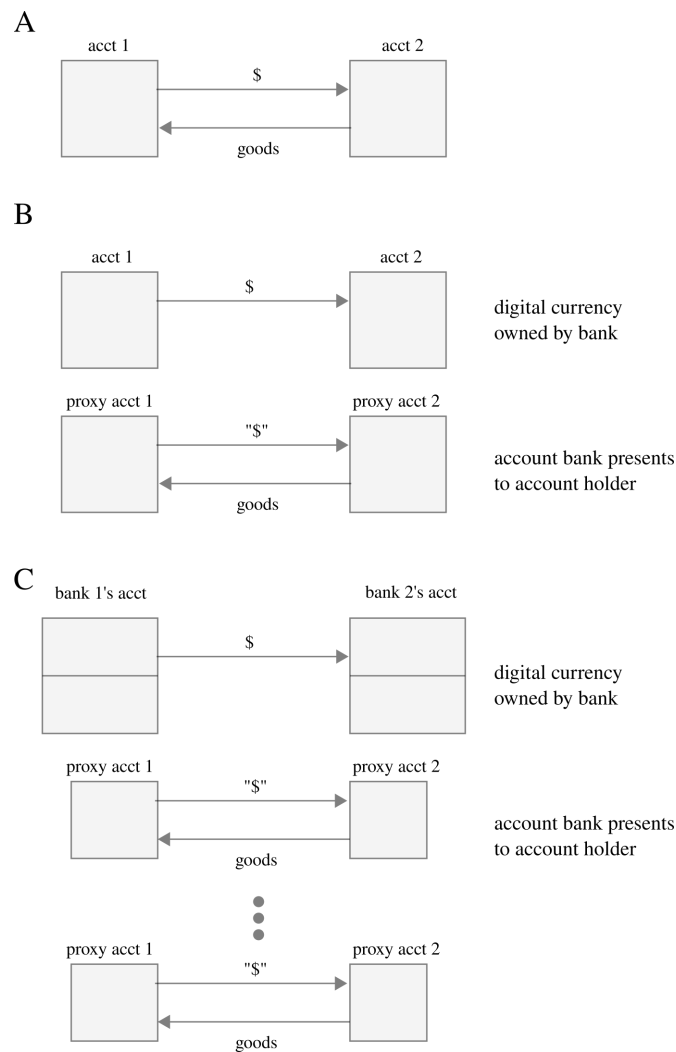 A
acct 1
acct 2
$
goods
B
acct 1
acct 2
$
digital currency
owned by bank
proxy acct 1
proxy acct 2
"$"
goods
account bank presents
to account holder
C
bank 1's acct
bank 2's acct
$
digital currency
owned by bank
proxy acct 1
proxy acct 2
"$"
goods
account bank presents
to account holder
proxy acct 1
proxy acct 2
"$"
goods